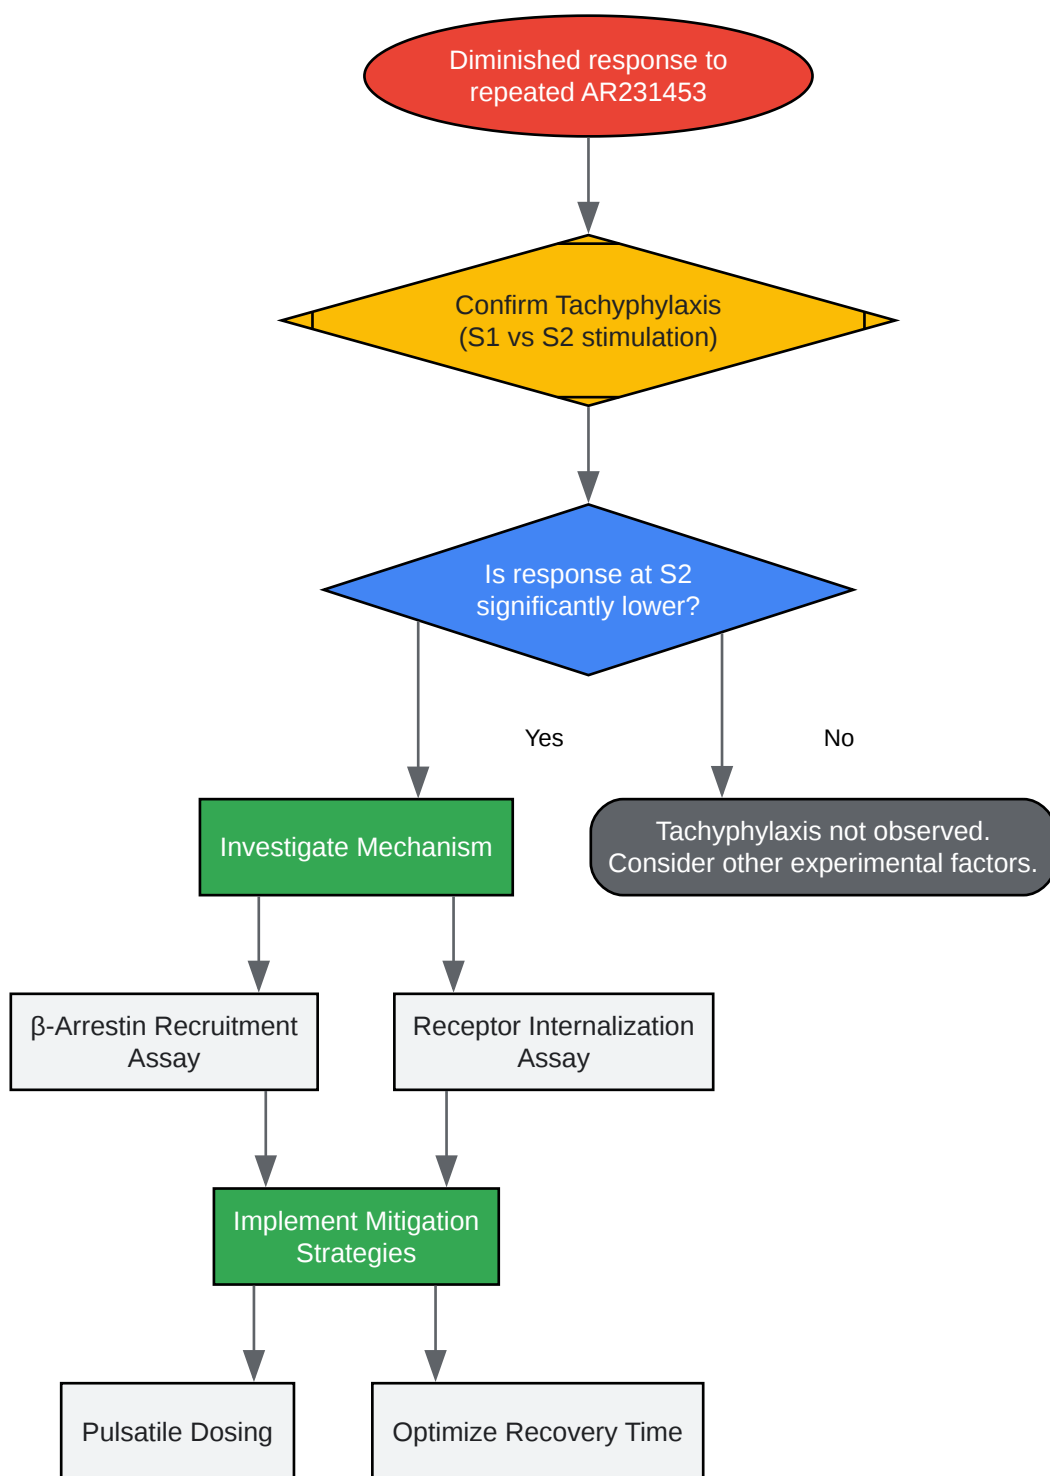 Diminished response to
repeated AR231453
Confirm Tachyphylaxis
(S1 vs S2 stimulation)
Is response at S2
significantly lower?
Yes
No
Investigate Mechanism
Tachyphylaxis not observed.
Consider other experimental factors.
β-Arrestin Recruitment
Assay
Receptor Internalization
Assay
Implement Mitigation
Strategies
Pulsatile Dosing
Optimize Recovery Time